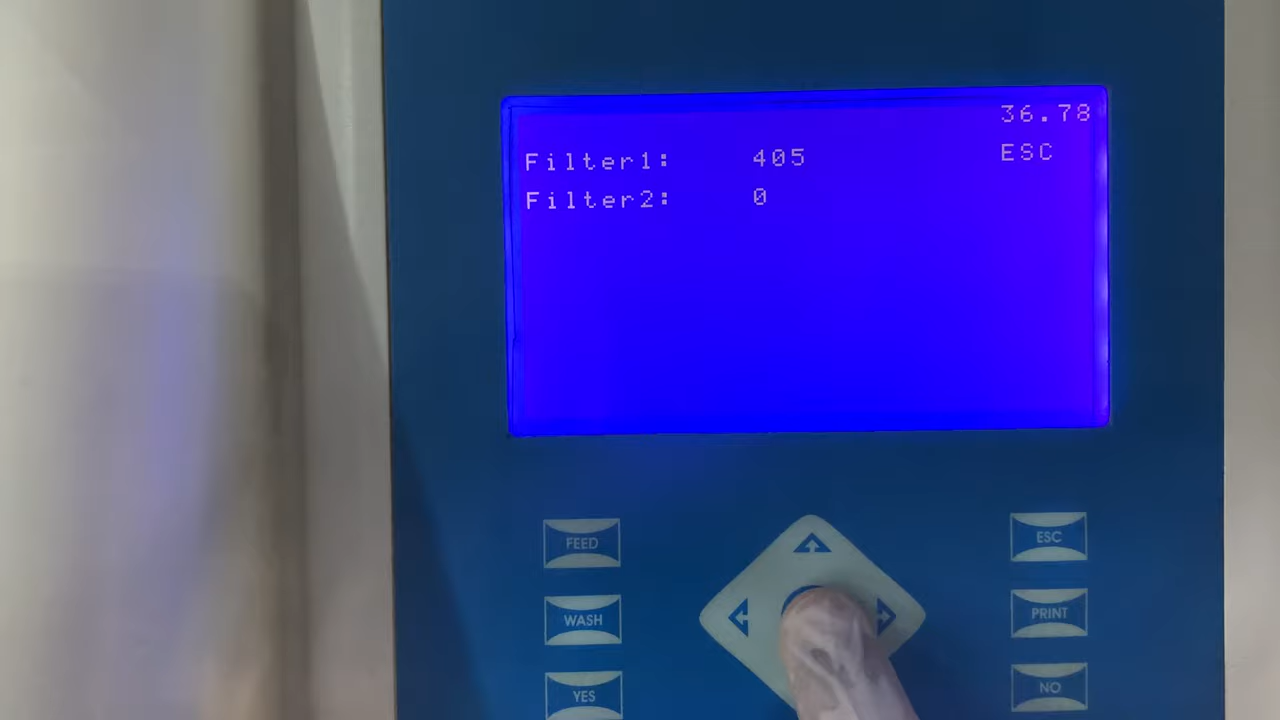 36.78
Filter1: 405 ESC
Filter2: 0
FEED
ESC
WASH
PRINT
YES
NO